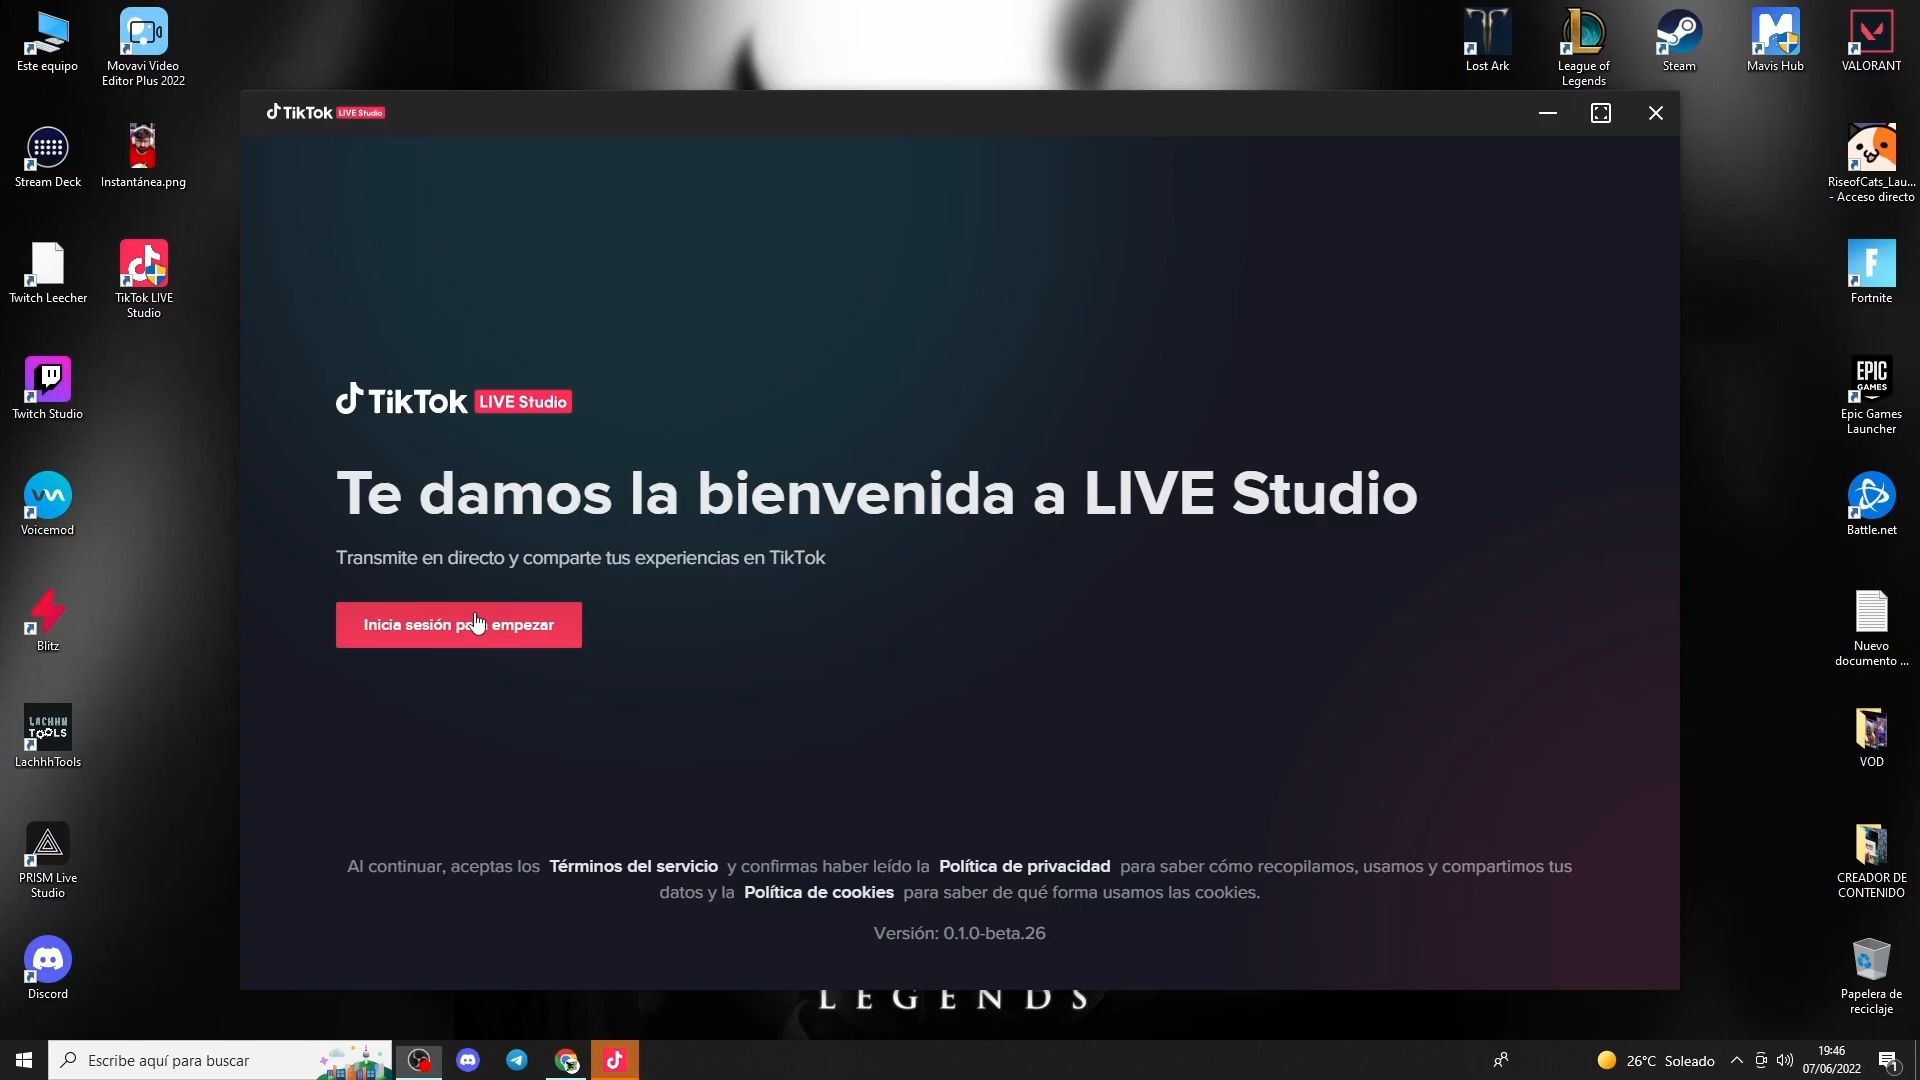 Este equipo
Movavi Video
Editor Plus 2022
Lost Ark
League of
Legends
Steam
Mavis Hub
VALORANT
TikTok LIVE Studio
Stream Deck
Instantánea.png
RiseofCats_Lau...
- Acceso directo
Twitch Leecher
TikTok LIVE
Studio
F
Fortnite
TikTok LIVE Studio
Te damos la bienvenida a LIVE Studio
Transmite en directo y comparte tus experiencias en TikTok
Twitch Studio
EPIC
GAMES
Epic Games
Launcher
Voicemod
Battle.net
Blitz
Nuevo
documento ...
LACHHH
TOOLS
LachhhTools
VOD
PRISM Live
Studio
CREADOR DE
CONTENIDO
Al continuar, aceptas los Términos del servicio y confirmas haber leído la Política de privacidad para saber cómo recopilamos, usamos y compartimos tus
datos y la Política de cookies para saber de qué forma usamos las cookies.
Versión: 0.1.0-beta.26
Inicia sesión empezar
Discord
LEGENDS
Papelera de
reciclaje
Escribe aquí para buscar
26°C Soleado
19:46
07/06/2022
1